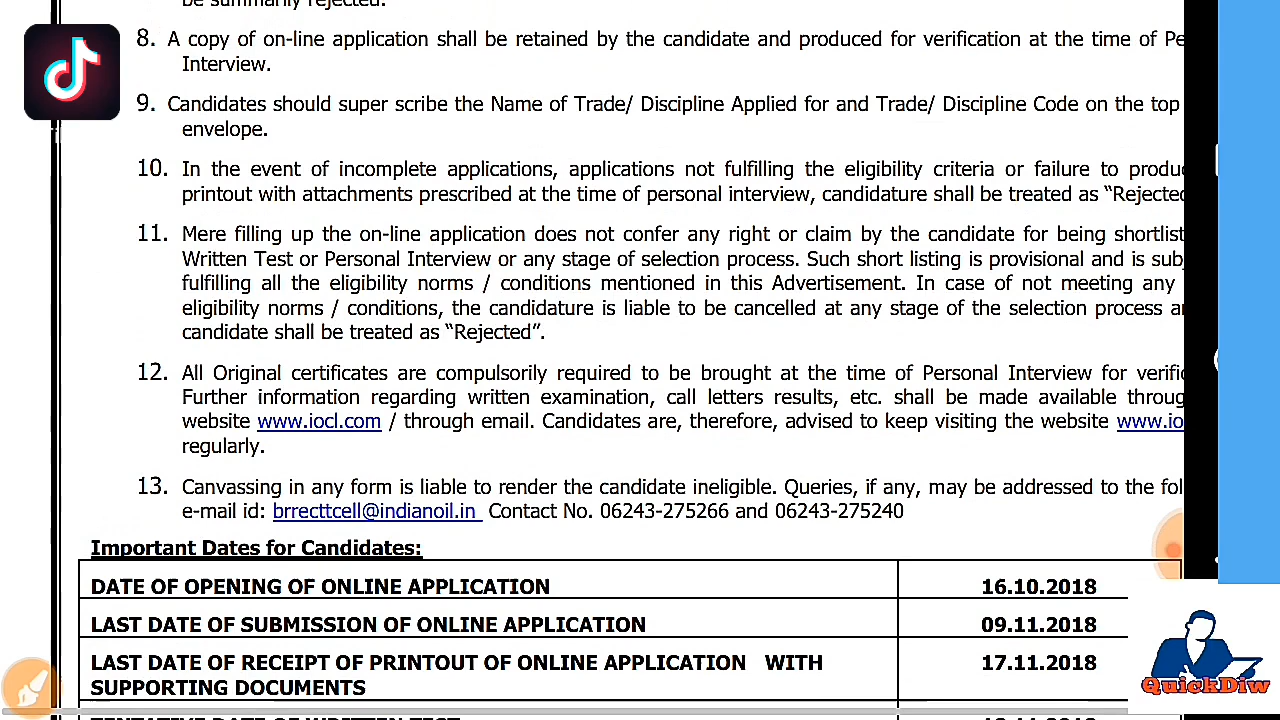 be summarily rejected.
8. A copy of on-line application shall be retained by the candidate and produced for verification at the time of
Interview.
9. Candidates should super scribe the Name of Trade/ Discipline Applied for and Trade/ Discipline Code on the top
envelope.
10. In the event of incomplete applications, applications not fulfilling the eligibility criteria or failure to
printout with attachments prescribed at the time of personal interview, candidature shall be treated as “Rejected
11. Mere filling up the on-line application does not confer any right or claim by the candidate for being
Written Test or Personal Interview or any stage of selection process. Such short listing is provisional and is
fulfilling all the eligibility norms / conditions mentioned in this Advertisement. In case of not meeting any
eligibility norms / conditions, the candidature is liable to be cancelled at any stage of the selection process
candidate shall be treated as “Rejected”.
12. All Original certificates are compulsorily required to be brought at the time of Personal Interview for
Further information regarding written examination, call letters results, etc. shall be made available
website www.iocl.com / through email. Candidates are, therefore, advised to keep visiting the website
regularly.
13. Canvassing in any form is liable to render the candidate ineligible. Queries, if any, may be addressed to the
e-mail id: brrecttcell@indianoil.in Contact No. 06243-275266 and 06243-275240
Important Dates for Candidates:
DATE OF OPENING OF ONLINE APPLICATION 16.10.2018
LAST DATE OF SUBMISSION OF ONLINE APPLICATION 09.11.2018
LAST DATE OF RECEIPT OF PRINTOUT OF ONLINE APPLICATION WITH 17.11.2018
SUPPORTING DOCUMENTS
TENTATIVE DATE OF WRITTEN TEST
QuickDiw